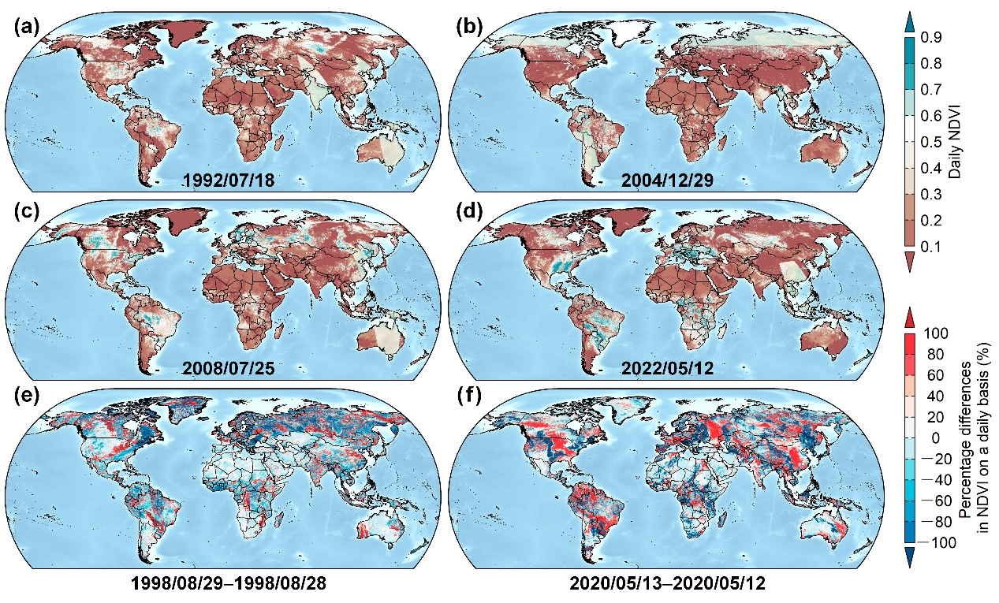 (a)
(b)
1992/07/18
2004/12/29
(c)
(d)
2008/07/25
2022/05/12
(e)
(f)
1998/08/29−1998/08/28
2020/05/13−2020/05/12
0.9
0.8
0.7
0.6
0.5
0.4
0.3
0.2
0.1
Daily NDVI
100
80
60
40
20
0
−20
−40
−60
−80
−100
Percentage differences
in NDVI on a daily basis (%)